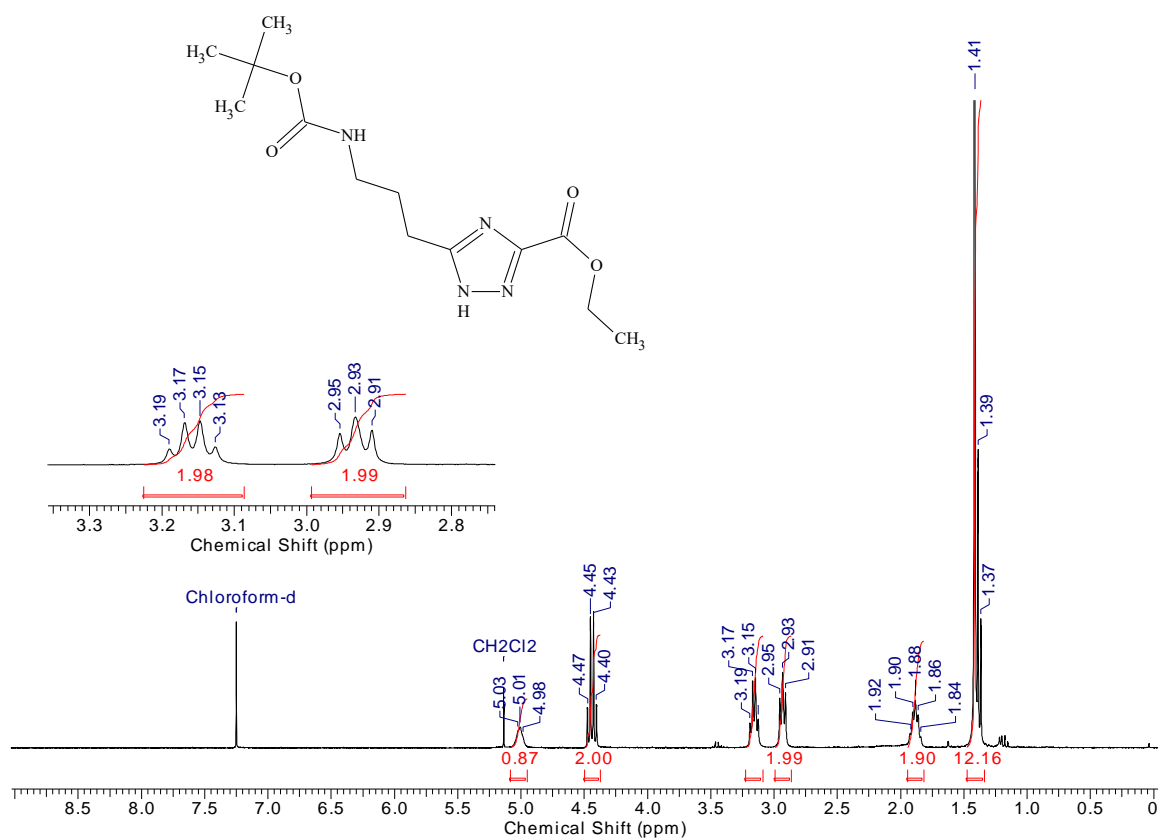 CH3
H3C
H3C
O
O
NH
N
N
H
N
O
O
CH3
1.41
1.39
1.37
3.19
3.17
3.15
3.13
2.95
2.93
2.91
1.98
1.99
3.3 3.2 3.1 3.0 2.9 2.8
Chemical Shift (ppm)
Chloroform-d
CH2Cl2
5.03
5.01
4.98
4.47
4.45
4.43
4.40
3.19
3.17
3.15
2.95
2.93
2.91
1.92
1.90
1.88
1.86
1.84
0.87 2.00 1.99 1.90 12.16
8.5 8.0 7.5 7.0 6.5 6.0 5.5 5.0 4.5 4.0 3.5 3.0 2.5 2.0 1.5 1.0 0.5 0
Chemical Shift (ppm)